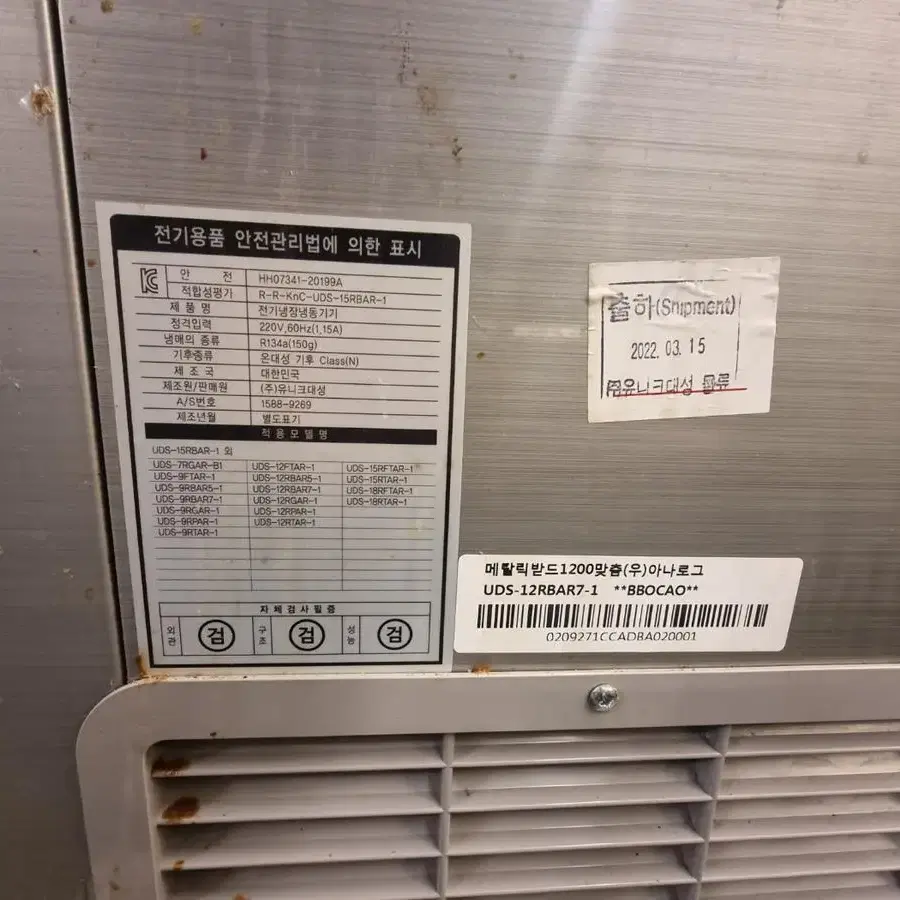 전기용품 안전관리법에 의한 표시
안 전 HH07341-20199A
적합성평가 R-R-KnC-UDS-15RBAR-1
제 품 명 전기냉장냉동기기
정격입력 220V,60Hz(1.15A)
냉매의 종류 R134a(150g)
기후종류 온대성 기후 Class(N)
제 조 국 대한민국
제조원/판매원 (주)유니크대성
A/S번호 1588-9269
제조년월 별도표기
적 용 모 델 명
UDS-15RBAR-1 외
UDS-7RGAR-B1 UDS-12FTAR-1 UDS-15RFTAR-1
UDS-9FTAR-1 UDS-12RBAR5-1 UDS-15RTAR-1
UDS-9RBAR5-1 UDS-12RBAR7-1 UDS-18RFTAR-1
UDS-9RBAR7-1 UDS-12RGAR-1 UDS-18RTAR-1
UDS-9RGAR-1 UDS-12RPAR-1
UDS-9RPAR-1 UDS-12RTAR-1
UDS-9RTAR-1
자 체 검 사 필 증
외관 검 구조 검 성능 검
출하(Shipment)
2022. 03. 15
유니크대성 물류
메탈릭받드1200맞춤(우)아나로그
UDS-12RBAR7-1 **BBOCAO**
0209271CCADBA020001